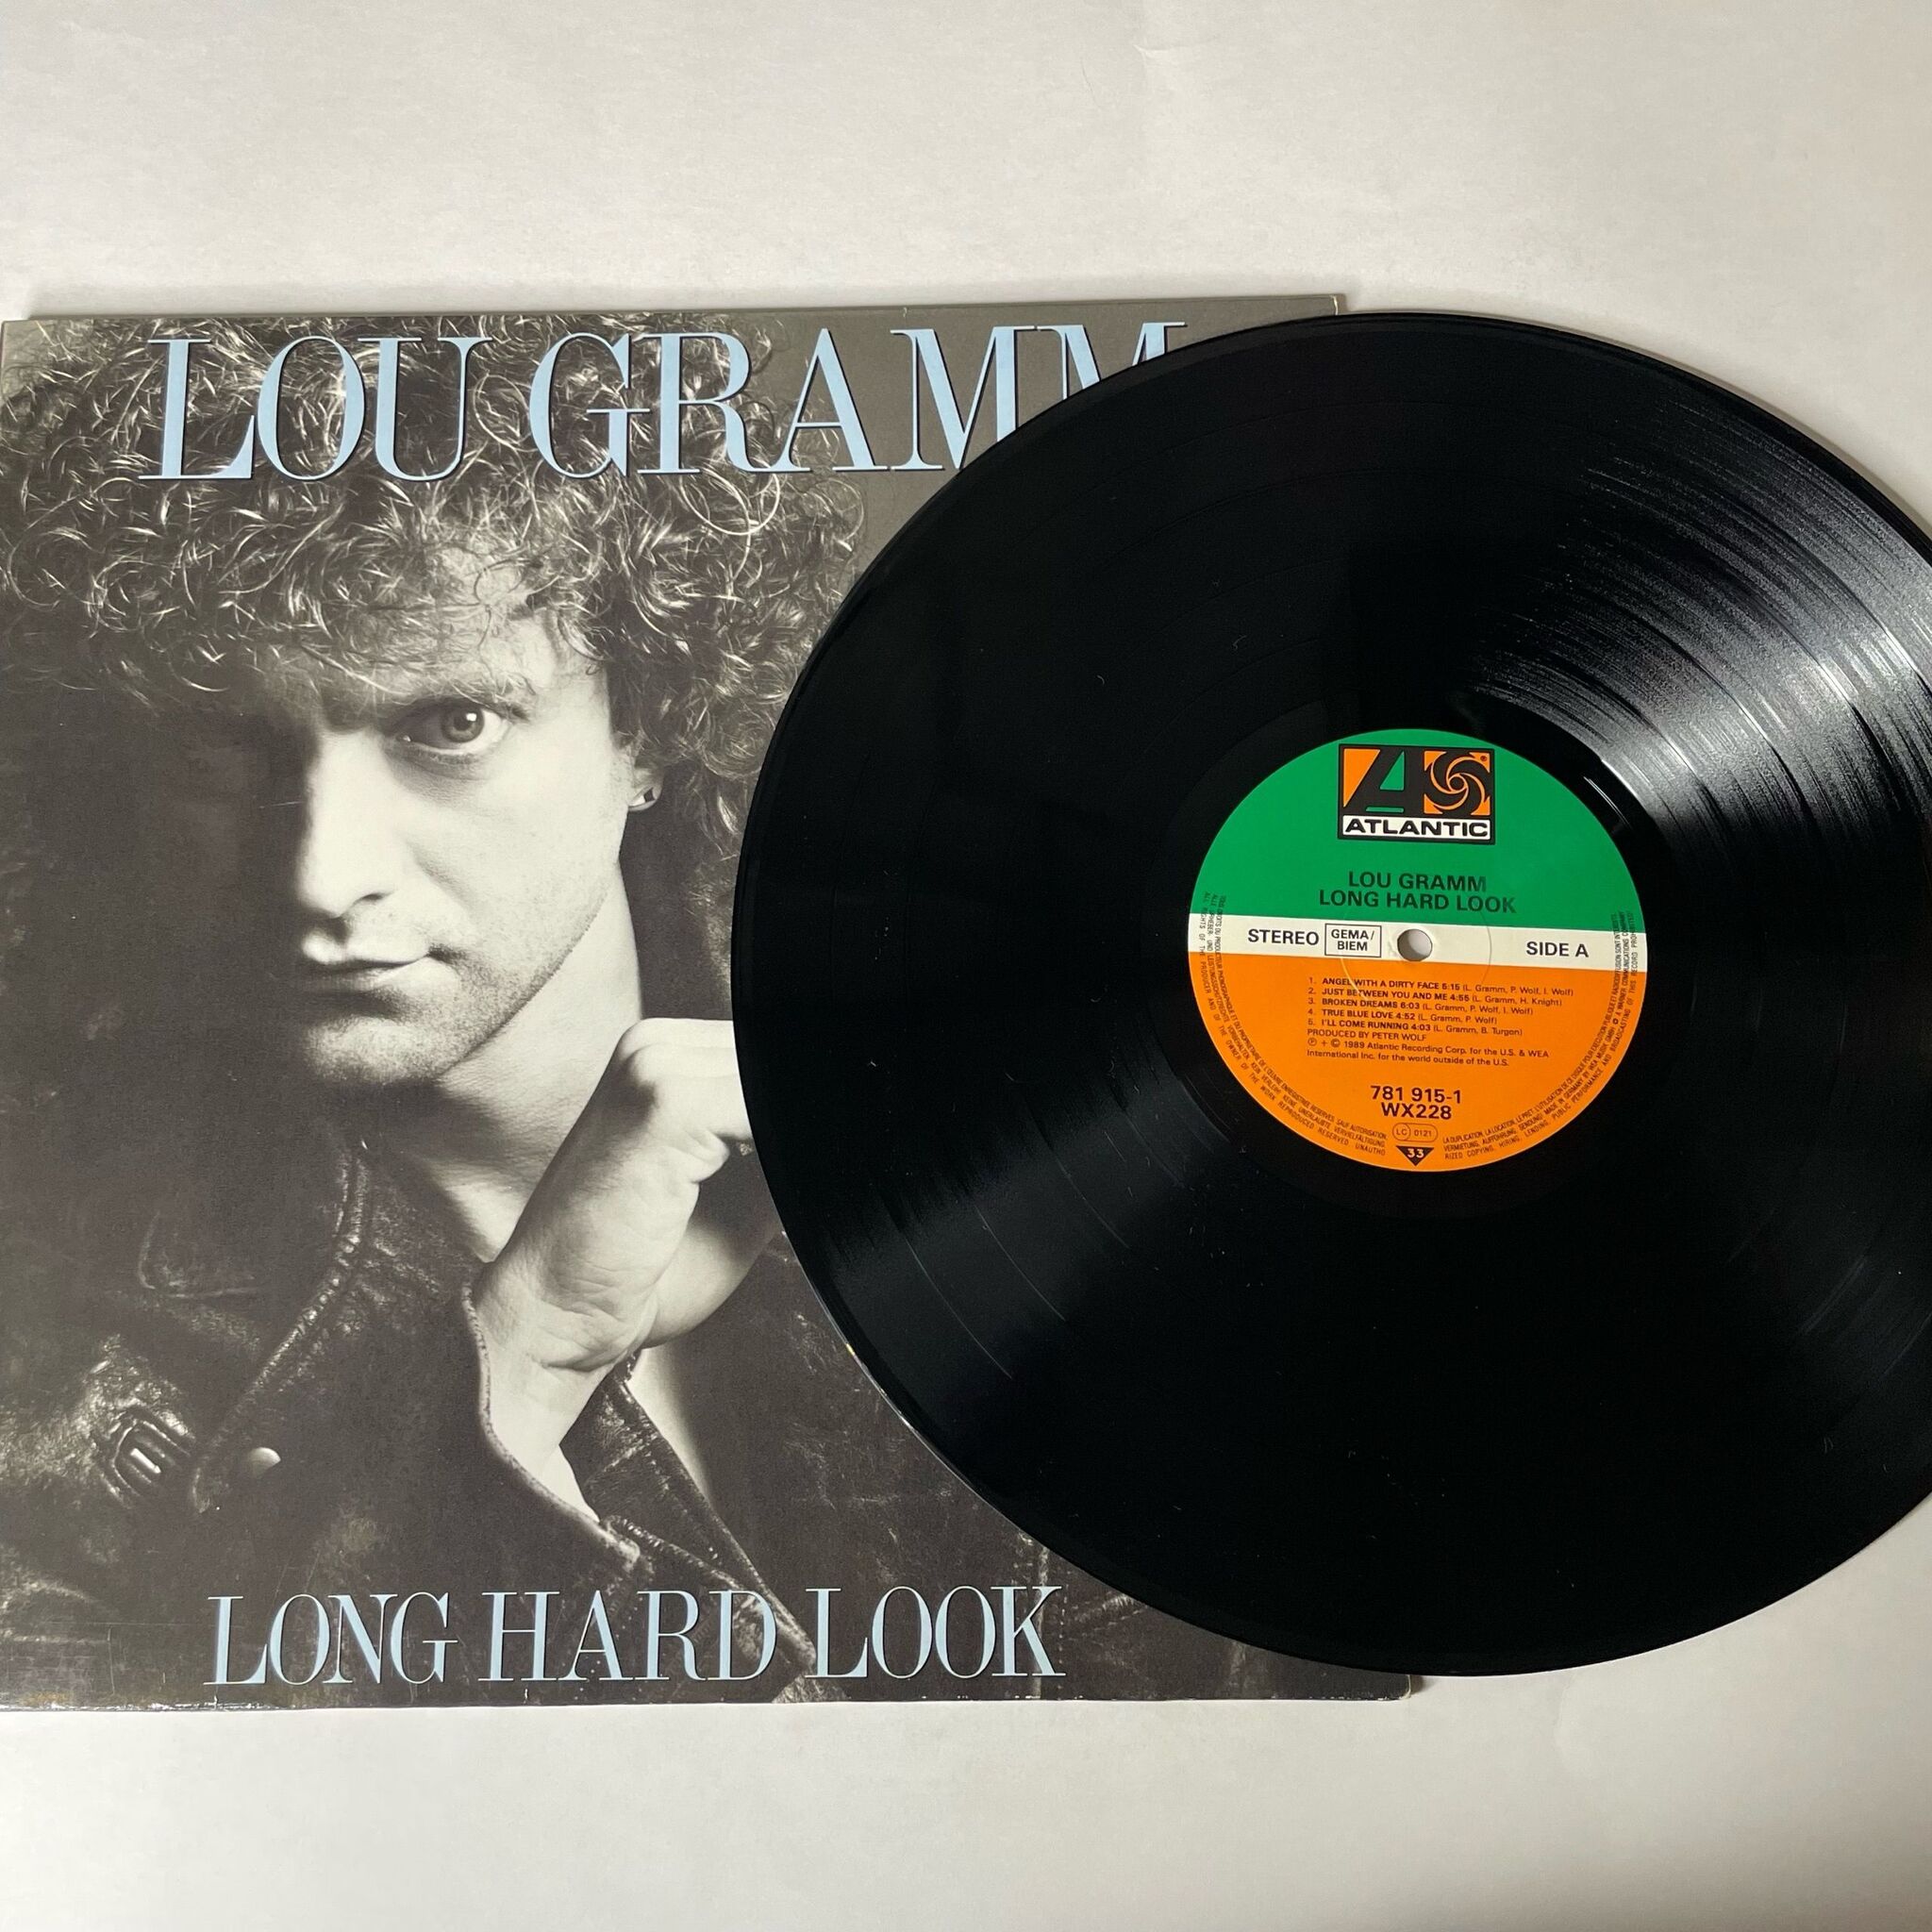 LOU GRAMM
LONG HARD LOOK
ATLANTIC
LOU GRAMM
LONG HARD LOOK
STEREO GEMA/ BIEM SIDE A
1. ANGEL WITH A DIRTY FACE 5:15 (L. Gramm, P. Wolf, I. Wolf)
2. JUST BETWEEN YOU AND ME 4:56 (L. Gramm, H. Knight)
3. BROKEN DREAMS 6:03 (L. Gramm, P. Wolf, I. Wolf)
4. TRUE BLUE LOVE 4:52 (L. Gramm, P. Wolf)
5. I'LL COME RUNNING 4:03 (L. Gramm, B. Turgon)
PRODUCED BY PETER WOLF
℗ + © 1989 Atlantic Recording Corp. for the U.S. & WEA
International Inc. for the world outside of the U.S.
781 915-1
WX228
LC 0121
33